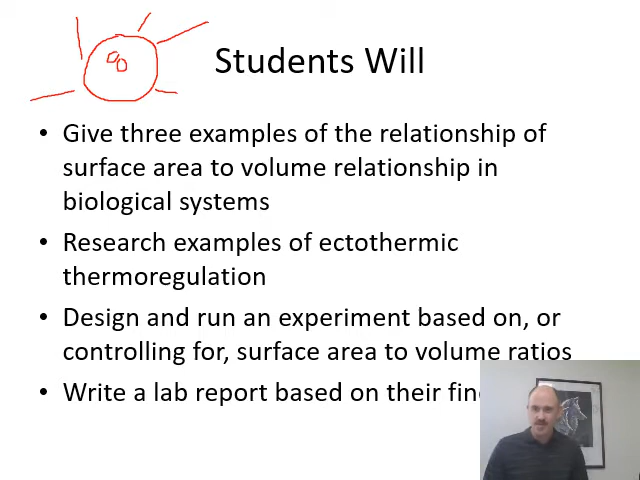 Students Will
• Give three examples of the relationship of
surface area to volume relationship in
biological systems
• Research examples of ectothermic
thermoregulation
• Design and run an experiment based on, or
controlling for, surface area to volume ratios
• Write a lab report based on their